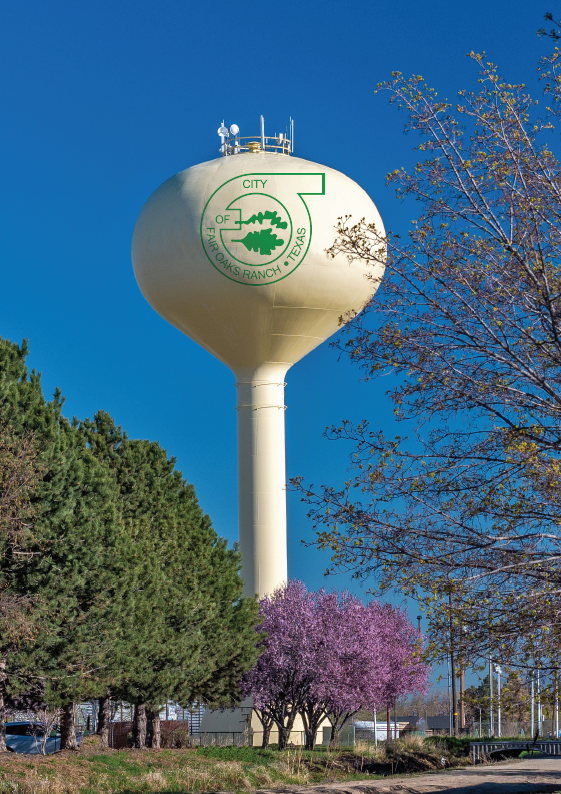 CITY
OF
FAIR OAKS RANCH • TEXAS